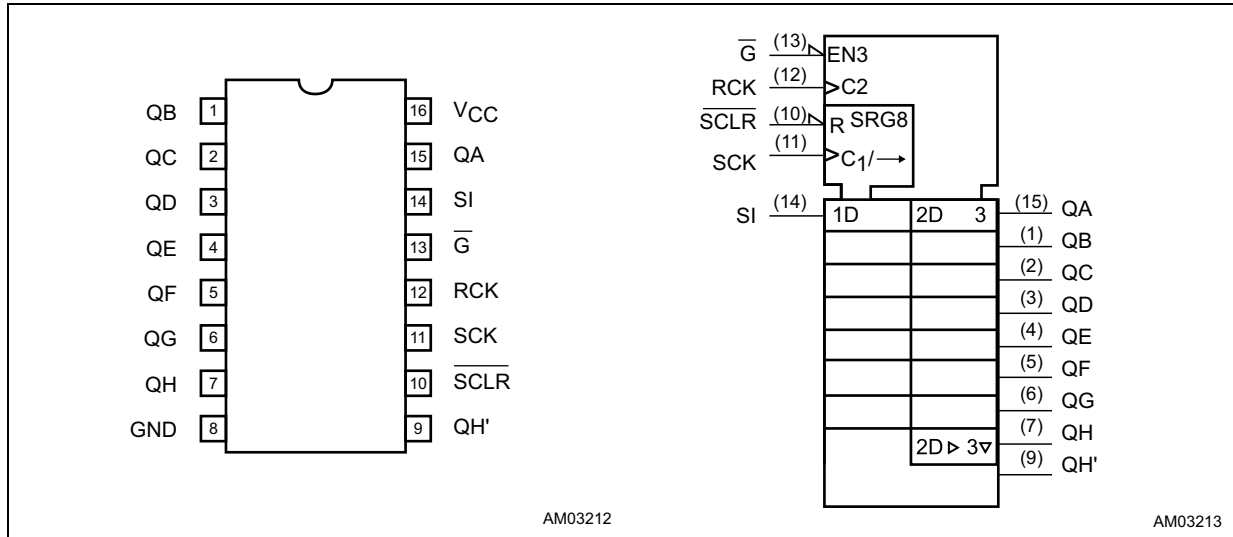 QB 1 16 VCC
QC 2 15 QA
QD 3 14 SI
QE 4 13 G̅
QF 5 12 RCK
QG 6 11 SCK
QH 7 10 S̅C̅L̅R̅
GND 8 9 QH'
AM03212
G̅ (13) EN3
RCK (12) C2
S̅C̅L̅R̅ (10) R SRG8
SCK (11) C1/→
SI (14) 1D 2D 3 (15) QA
(1) QB
(2) QC
(3) QD
(4) QE
(5) QF
(6) QG
2D ▷ 3▽ (7) QH
(9) QH'
AM03213